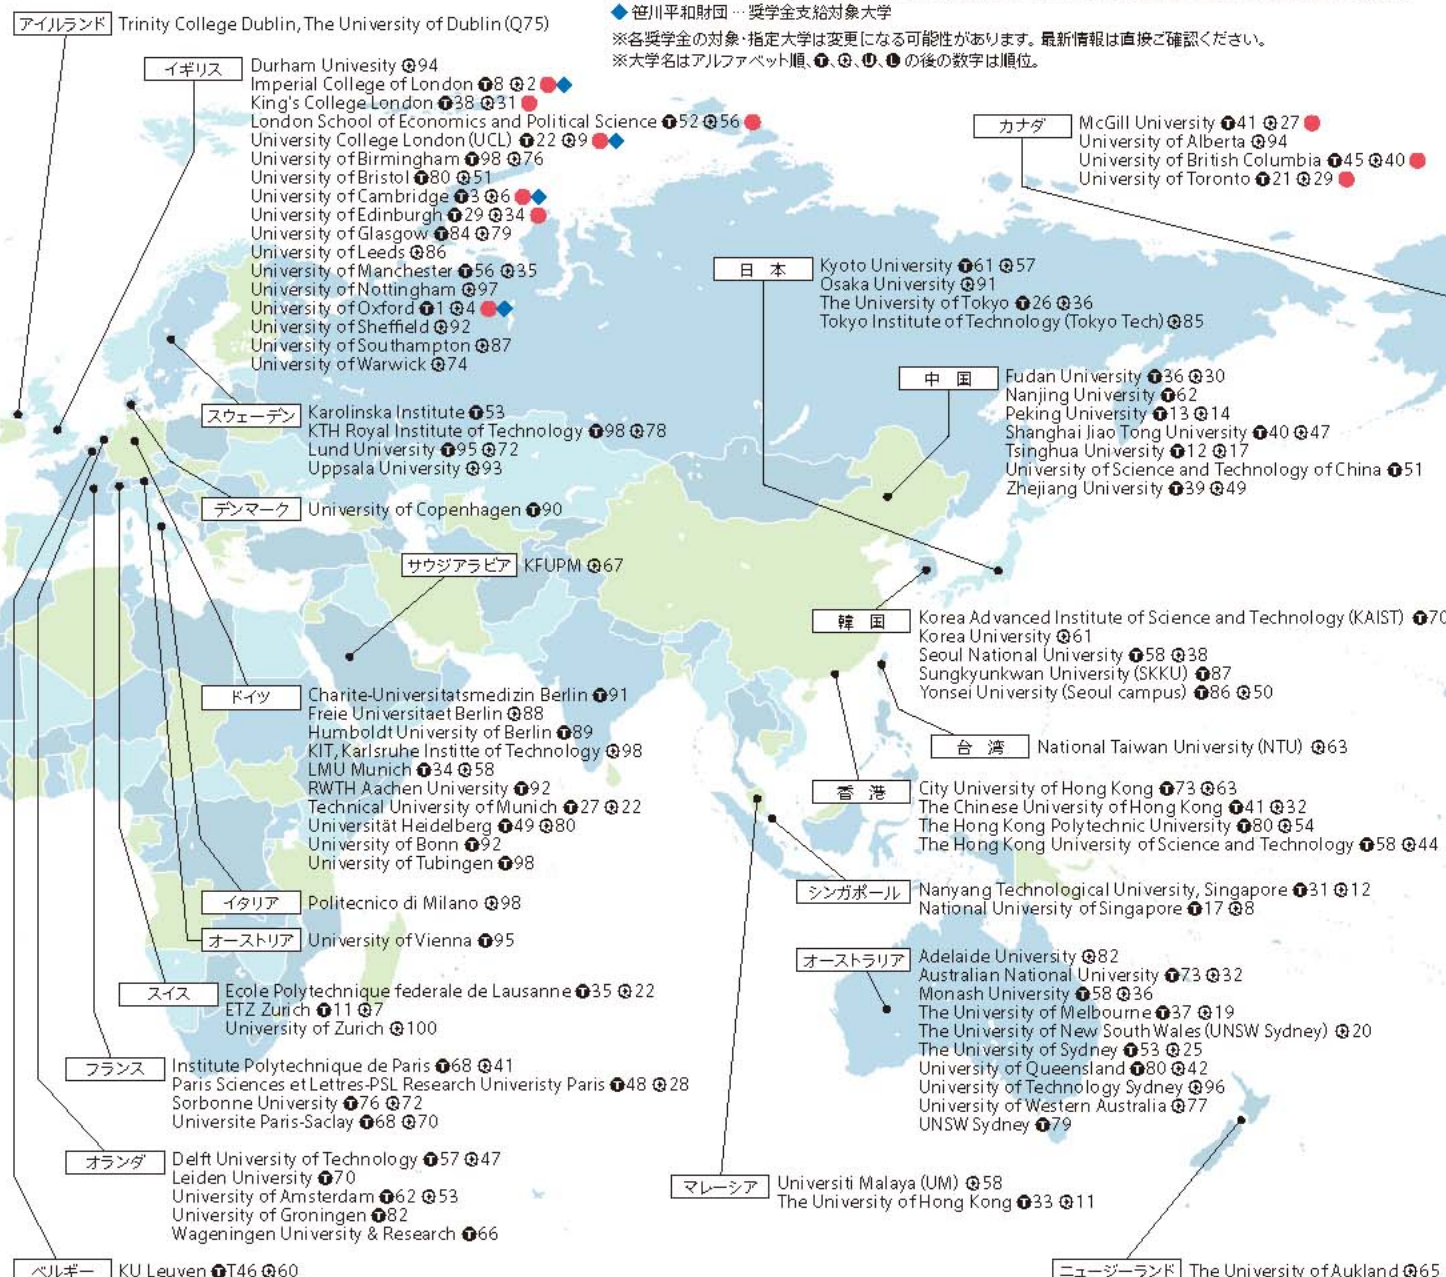 ◆ 笹川平和財団 … 奨学金支給対象大学
※各奨学金の対象・指定大学は変更になる可能性があります。最新情報は直接ご確認ください。
※大学名はアルファベット順、T、Q、U、L の後の数字は順位。
アイルランド Trinity College Dublin, The University of Dublin (Q75)
イギリス Durham Univesity Q94
Imperial College of London T8 Q2 ●◆
King's College London T38 Q31 ●
London School of Economics and Political Science T52 Q56 ●
University College London (UCL) T22 Q9 ●◆
University of Birmingham T98 Q76
University of Bristol T80 Q51
University of Cambridge T3 Q6 ●◆
University of Edinburgh T29 Q34 ●
University of Glasgow T84 Q79
University of Leeds Q86
University of Manchester T56 Q35
University of Nottingham Q97
University of Oxford T1 Q4 ●◆
University of Sheffield Q92
University of Southampton Q87
University of Warwick Q74
カナダ McGill University T41 Q27 ●
University of Alberta Q94
University of British Columbia T45 Q40 ●
University of Toronto T21 Q29 ●
日本 Kyoto University T61 Q57
Osaka University Q91
The University of Tokyo T26 Q36
Tokyo Institute of Technology (Tokyo Tech) Q85
中国 Fudan University T36 Q30
Nanjing University T62
Peking University T13 Q14
Shanghai Jiao Tong University T40 Q47
Tsinghua University T12 Q17
University of Science and Technology of China T51
Zhejiang University T39 Q49
スウェーデン Karolinska Institute T53
KTH Royal Institute of Technology T98 Q78
Lund University T95 Q72
Uppsala University Q93
デンマーク University of Copenhagen T90
サウジアラビア KFUPM Q67
韓国 Korea Advanced Institute of Science and Technology (KAIST) T70
Korea University Q61
Seoul National University T58 Q38
Sungkyunkwan University (SKKU) T87
Yonsei University (Seoul campus) T86 Q50
台湾 National Taiwan University (NTU) Q63
ドイツ Charite-Universitatsmedizin Berlin T91
Freie Universitaet Berlin Q88
Humboldt University of Berlin T89
KIT, Karlsruhe Institte of Technology Q98
LMU Munich T34 Q58
RWTH Aachen University T92
Technical University of Munich T27 Q22
Universität Heidelberg T49 Q80
University of Bonn T92
University of Tubingen T98
香港 City University of Hong Kong T73 Q63
The Chinese University of Hong Kong T41 Q32
The Hong Kong Polytechnic University T80 Q54
The Hong Kong University of Science and Technology T58 Q44
イタリア Politecnico di Milano Q98
オーストリア University of Vienna T95
シンガポール Nanyang Technological University, Singapore T31 Q12
National University of Singapore T17 Q8
スイス Ecole Polytechnique federale de Lausanne T35 Q22
ETZ Zurich T11 Q7
University of Zurich Q100
オーストラリア Adelaide University Q82
Australian National University T73 Q32
Monash University T58 Q36
The University of Melbourne T37 Q19
The University of New South Wales (UNSW Sydney) Q20
The University of Sydney T53 Q25
University of Queensland T80 Q42
University of Technology Sydney Q96
University of Western Australia Q77
UNSW Sydney T79
フランス Institute Polytechnique de Paris T68 Q41
Paris Sciences et Lettres-PSL Research Univeristy Paris T48 Q28
Sorbonne University T76 Q72
Universite Paris-Saclay T68 Q70
オランダ Delft University of Technology T57 Q47
Leiden University T70
University of Amsterdam T62 Q53
University of Groningen T82
Wageningen University & Research T66
マレーシア Universiti Malaya (UM) Q58
The University of Hong Kong T33 Q11
ベルギー KU Leuven TT46 Q60
ニュージーランド The University of Aukland Q65